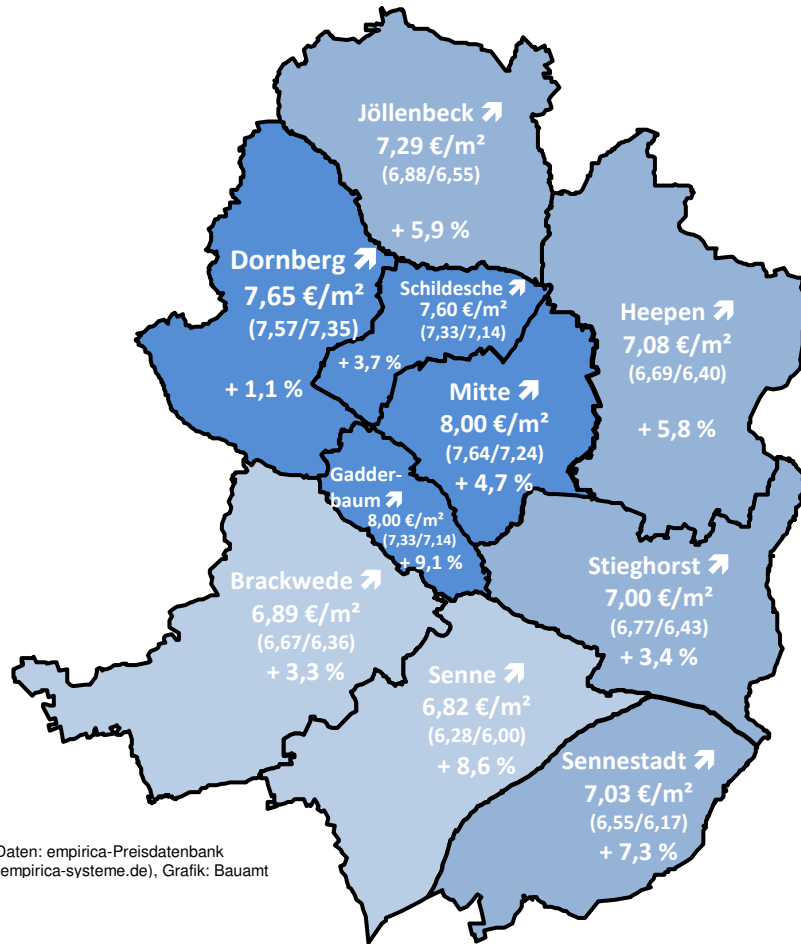 Jöllenbeck ↗
7,29 €/m²
(6,88/6,55)
+ 5,9 %
Dornberg ↗
7,65 €/m²
(7,57/7,35)
+ 1,1 %
Schildesche ↗
7,60 €/m²
(7,33/7,14)
+ 3,7 %
Heepen ↗
7,08 €/m²
(6,69/6,40)
+ 5,8 %
Mitte ↗
8,00 €/m²
(7,64/7,24)
+ 4,7 %
Gadder-
baum ↗
8,00 €/m²
(7,33/7,14)
+ 9,1 %
Stieghorst ↗
7,00 €/m²
(6,77/6,43)
+ 3,4 %
Brackwede ↗
6,89 €/m²
(6,67/6,36)
+ 3,3 %
Senne ↗
6,82 €/m²
(6,28/6,00)
+ 8,6 %
Sennestadt ↗
7,03 €/m²
(6,55/6,17)
+ 7,3 %
Daten: empirica-Preisdatenbank
empirica-systeme.de), Grafik: Bauamt